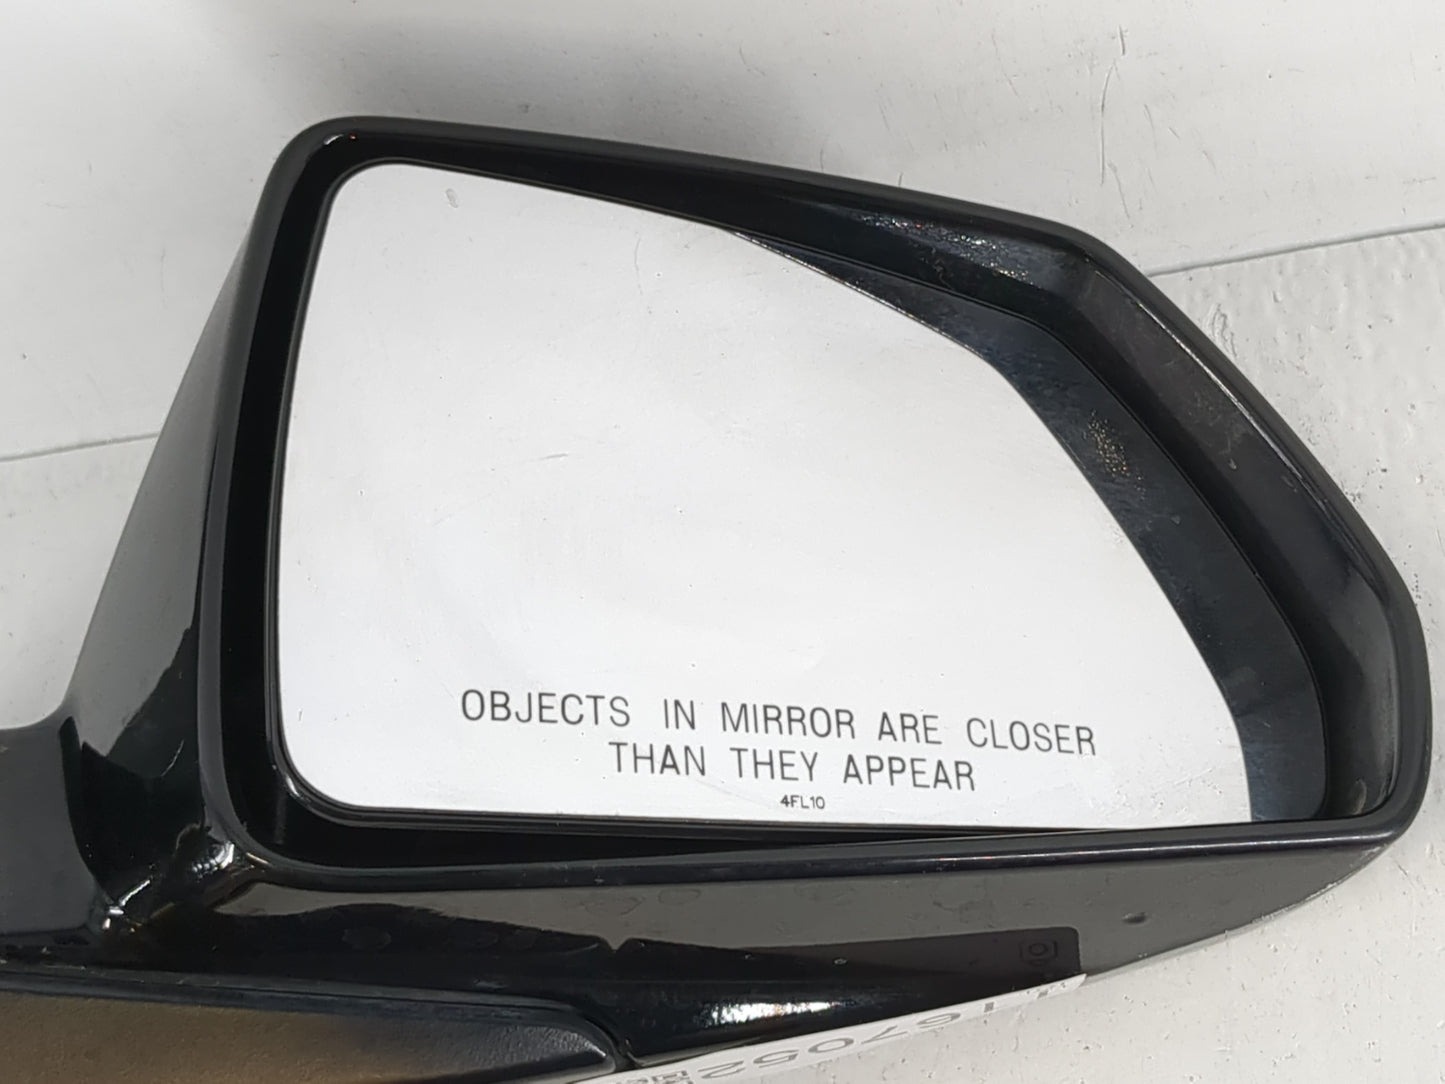 OBJECTS IN MIRROR ARE CLOSER
THAN THEY APPEAR
4FL10